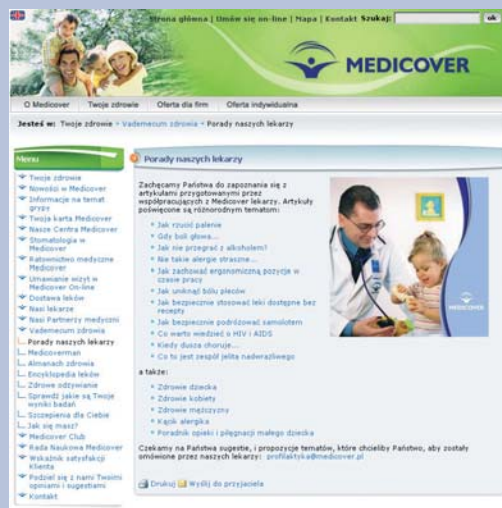 Strona główna | Umów się on-line | Mapa | Kontakt Szukaj: ok
MEDICOVER
O Medicover Twoje zdrowie Oferta dla firm Oferta indywidualna
Jesteś w: Twoje zdrowie • Vademecum zdrowia • Porady naszych lekarzy
Menu
Twoje zdrowie
Nowości w Medicover
Informacje na temat
grypy
Twoja karta Medicover
Nasze Centra Medicover
Stomatologia w
Medicover
Ratownictwo medyczne
Medicover
Umawianie wizyt w
Medicover On-line
Dostawa leków
Nasi lekarze
Nasi Partnerzy medyczni
Vademecum zdrowia
Porady naszych lekarzy
Medicoverman
Almanach zdrowia
Encyklopedia leków
Zdrowe odżywianie
Sprawdź jakie są Twoje
wyniki badań
Szczepienia dla Ciebie
Jak się masz?
Medicover Club
Rada Naukowa Medicover
Wskaźnik satysfakcji
Klienta
Podziel się z nami Twoimi
opiniami i sugestiami
Kontakt
Porady naszych lekarzy
Zachęcamy Państwa do zapoznania się z
artykułami przygotowanymi przez
współpracujących z Medicover lekarzy. Artykuły
poświęcone są różnorodnym tematom:
Jak rzucić palenie
Gdy boli głowa...
Jak nie przegrać z alkoholem?
Nie takie alergie straszne...
Jak zachować ergonomiczną pozycję w
czasie pracy
Jak uniknąć bólu pleców
Jak bezpiecznie stosować leki dostępne bez
recepty
Jak bezpiecznie podróżować samolotem
Co warto wiedzieć o HIV i AIDS
Kiedy dusza choruje...
Co to jest zespół jelita nadwrażliwego
a także:
Zdrowie dziecka
Zdrowie kobiety
Zdrowie mężczyzny
Kącik alergika
Poradnik opieki i pielęgnacji małego dziecka
Czekamy na Państwa sugestie, i propozycje tematów, które chcieliby Państwo, aby zostały
omówione przez naszych lekarzy: profilaktyka@medicover.pl
Drukuj Wyślij do przyjaciela
MEDICOVER